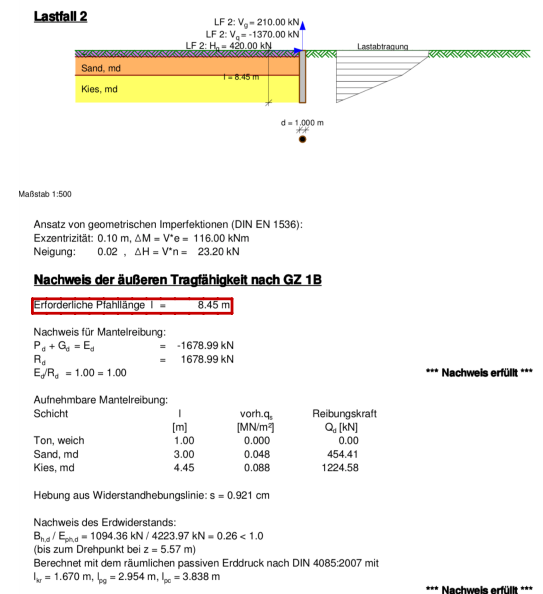 Lastfall 2
LF 2: Vg = 210.00 kN
LF 2: Vq = -1370.00 kN
LF 2: Hq = 420.00 kN
Lastabtragung
Sand, md
l = 8.45 m
Kies, md
d = 1.000 m
Maßstab 1:500
Ansatz von geometrischen Imperfektionen (DIN EN 1536):
Exzentrizität: 0.10 m, ΔM = V*e = 116.00 kNm
Neigung: 0.02 , ΔH = V*n = 23.20 kN
Nachweis der äußeren Tragfähigkeit nach GZ 1B
Erforderliche Pfahllänge l = 8.45 m
Nachweis für Mantelreibung:
Pd + Gd = Ed = -1678.99 kN
Rd = 1678.99 kN
Ed/Rd = 1.00 = 1.00
*** Nachweis erfüllt ***
Aufnehmbare Mantelreibung:
Schicht l vorh.qs Reibungskraft
[m] [MN/m²] Qd [kN]
Ton, weich 1.00 0.000 0.00
Sand, md 3.00 0.048 454.41
Kies, md 4.45 0.088 1224.58
Hebung aus Widerstandhebungslinie: s = 0.921 cm
Nachweis des Erdwiderstands:
Bh,d / Eph,d = 1094.36 kN / 4223.97 kN = 0.26 < 1.0
(bis zum Drehpunkt bei z = 5.57 m)
Berechnet mit dem räumlichen passiven Erddruck nach DIN 4085:2007 mit
lkr = 1.670 m, lpg = 2.954 m, lpc = 3.838 m
*** Nachweis erfüllt ***